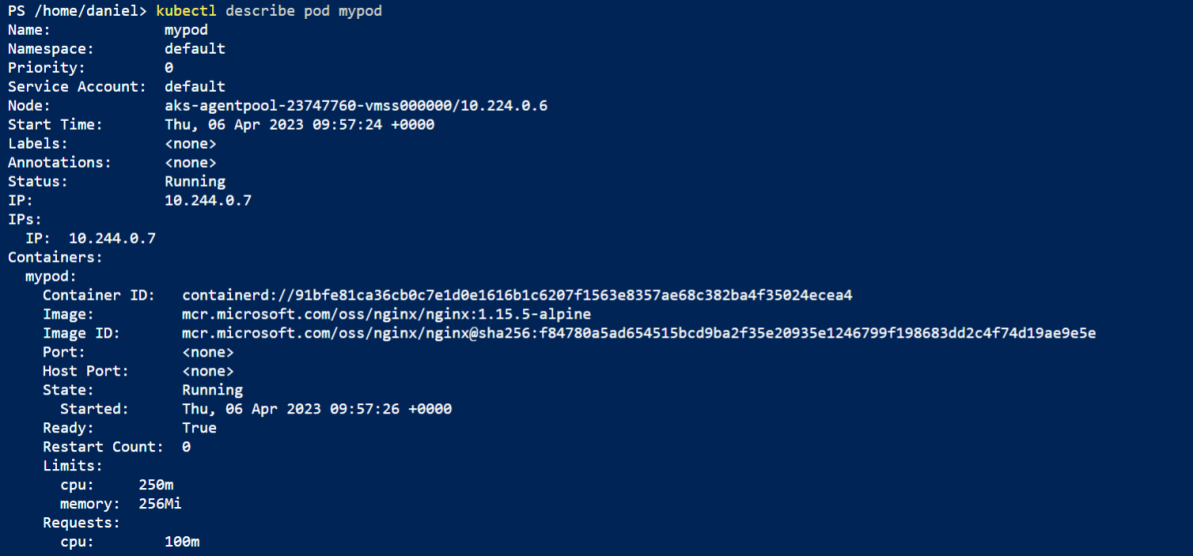 PS /home/daniel> kubectl describe pod mypod
Name:             mypod
Namespace:        default
Priority:         0
Service Account:  default
Node:             aks-agentpool-23747760-vmss000000/10.224.0.6
Start Time:       Thu, 06 Apr 2023 09:57:24 +0000
Labels:           <none>
Annotations:      <none>
Status:           Running
IP:               10.244.0.7
IPs:
  IP:  10.244.0.7
Containers:
  mypod:
    Container ID:   containerd://91bfe81ca36cb0c7e1d0e1616b1c6207f1563e8357ae68c382ba4f35024ecea4
    Image:          mcr.microsoft.com/oss/nginx/nginx:1.15.5-alpine
    Image ID:       mcr.microsoft.com/oss/nginx/nginx@sha256:f84780a5ad654515bcd9ba2f35e20935e1246799f198683dd2c4f74d19ae9e5e
    Port:           <none>
    Host Port:      <none>
    State:          Running
      Started:      Thu, 06 Apr 2023 09:57:26 +0000
    Ready:          True
    Restart Count:  0
    Limits:
      cpu:     250m
      memory:  256Mi
    Requests:
      cpu:        100m